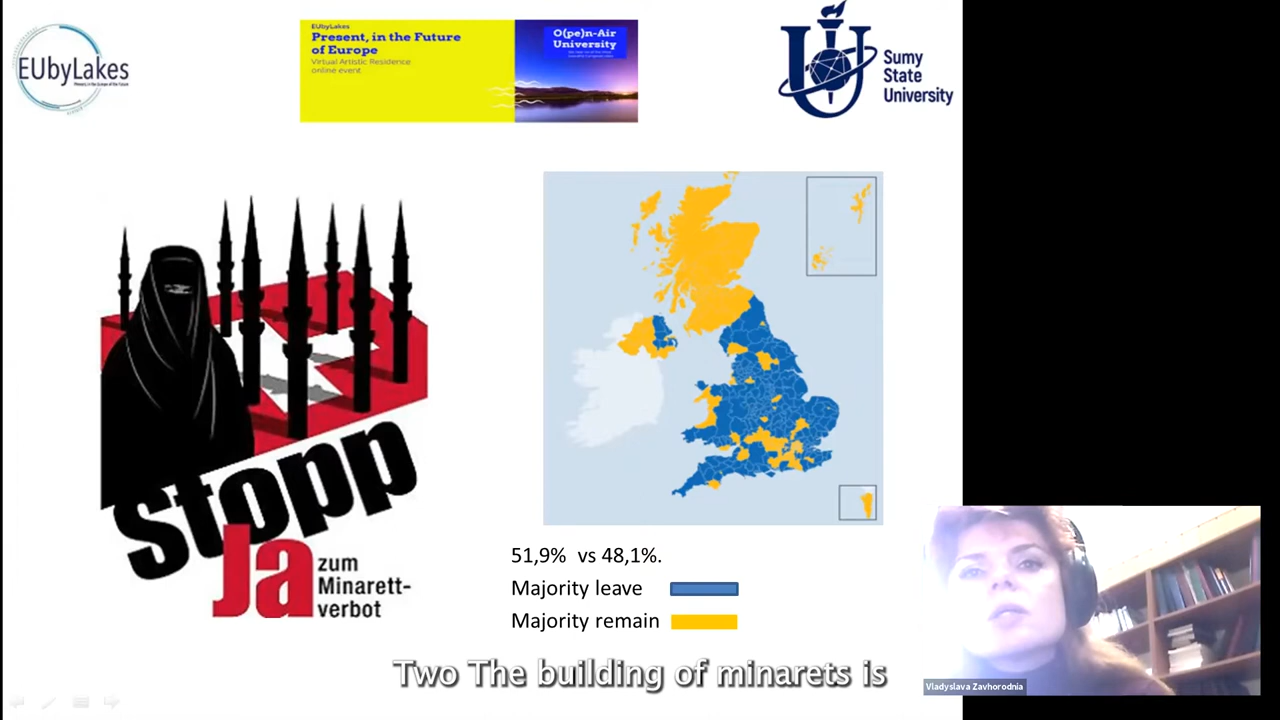 EUbyLakes
EUbyLakes
Present, in the Future
of Europe
Virtual Artistic Residence
online event
O(pe)n-Air
University
Sumy
State
University
Stopp
Ja
zum
Minarett-
verbot
51,9%  vs 48,1%.
Majority leave
Majority remain
Two The building of minarets is
Vladyslava Zavhorodnia